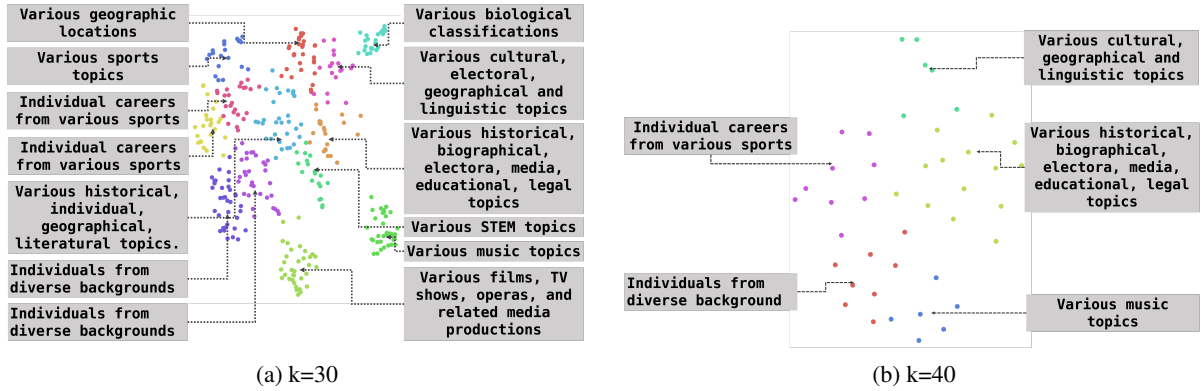 Various geographic
locations
Various sports
topics
Individual careers
from various sports
Individual careers
from various sports
Various historical,
individual,
geographical,
literatural topics.
Individuals from
diverse backgrounds
Individuals from
diverse backgrounds
Various biological
classifications
Various cultural,
electoral,
geographical and
linguistic topics
Various historical,
biographical,
electora, media,
educational, legal
topics
Various STEM topics
Various music topics
Various films, TV
shows, operas, and
related media
productions
(a) k=30
Individual careers
from various sports
Individuals from
diverse background
Various cultural,
geographical and
linguistic topics
Various historical,
biographical,
electora, media,
educational, legal
topics
Various music
topics
(b) k=40